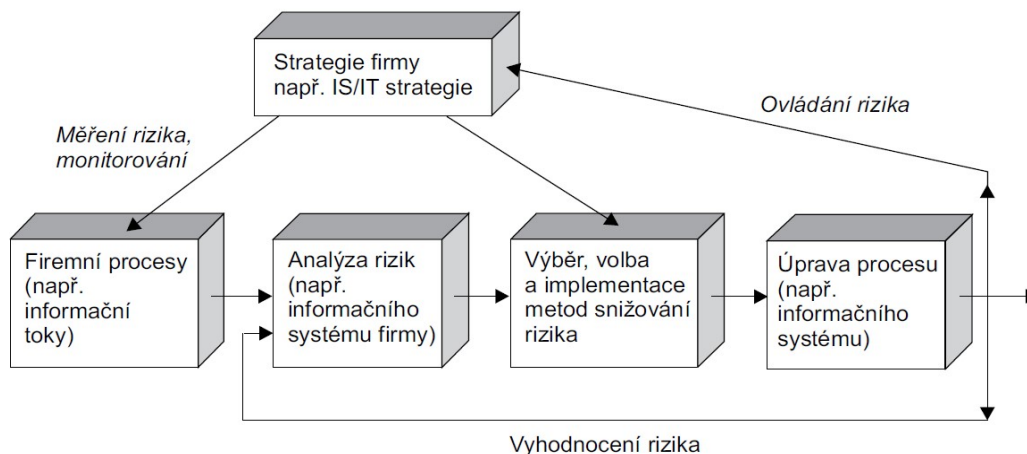 Strategie firmy
např. IS/IT strategie
Ovládání rizika
Měření rizika,
monitorování
Firemní procesy
(např.
informační
toky)
Analýza rizik
(např.
informačního
systému firmy)
Výběr, volba
a implementace
metod snižování
rizika
Úprava procesu
(např.
informačního
systému)
Vyhodnocení rizika